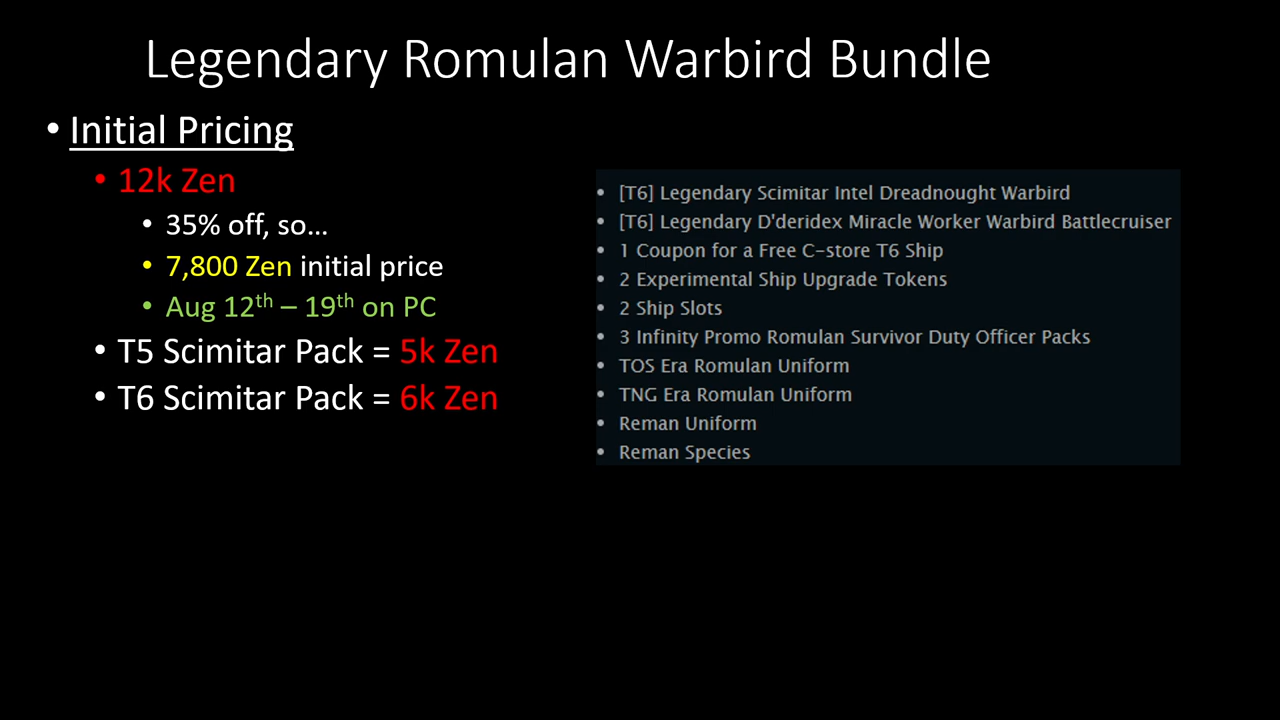 Legendary Romulan Warbird Bundle
• Initial Pricing
• 12k Zen
• 35% off, so…
• 7,800 Zen initial price
• Aug 12th – 19th on PC
• T5 Scimitar Pack = 5k Zen
• T6 Scimitar Pack = 6k Zen
• [T6] Legendary Scimitar Intel Dreadnought Warbird
• [T6] Legendary D'deridex Miracle Worker Warbird Battlecruiser
• 1 Coupon for a Free C-store T6 Ship
• 2 Experimental Ship Upgrade Tokens
• 2 Ship Slots
• 3 Infinity Promo Romulan Survivor Duty Officer Packs
• TOS Era Romulan Uniform
• TNG Era Romulan Uniform
• Reman Uniform
• Reman Species